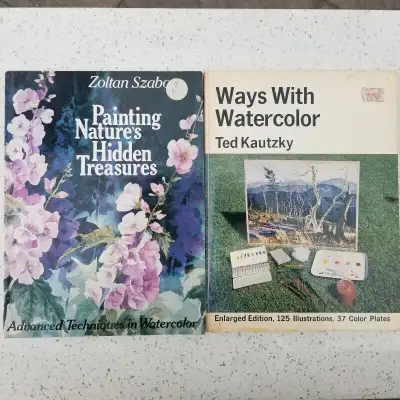 Zoltan Szabo
Painting
Nature's
Hidden
Treasures
Advanced Techniques in Watercolor
Ways With
Watercolor
Ted Kautzky
Enlarged Edition, 125 Illustrations, 37 Color Plates